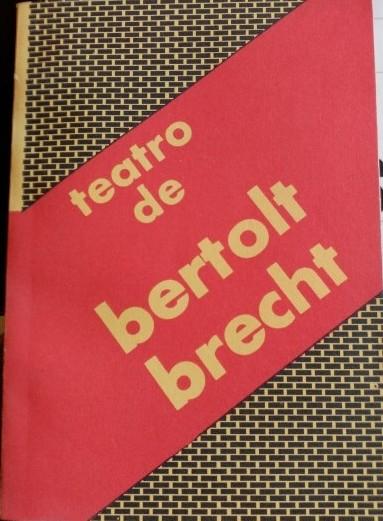 teatro
de
bertolt
brecht